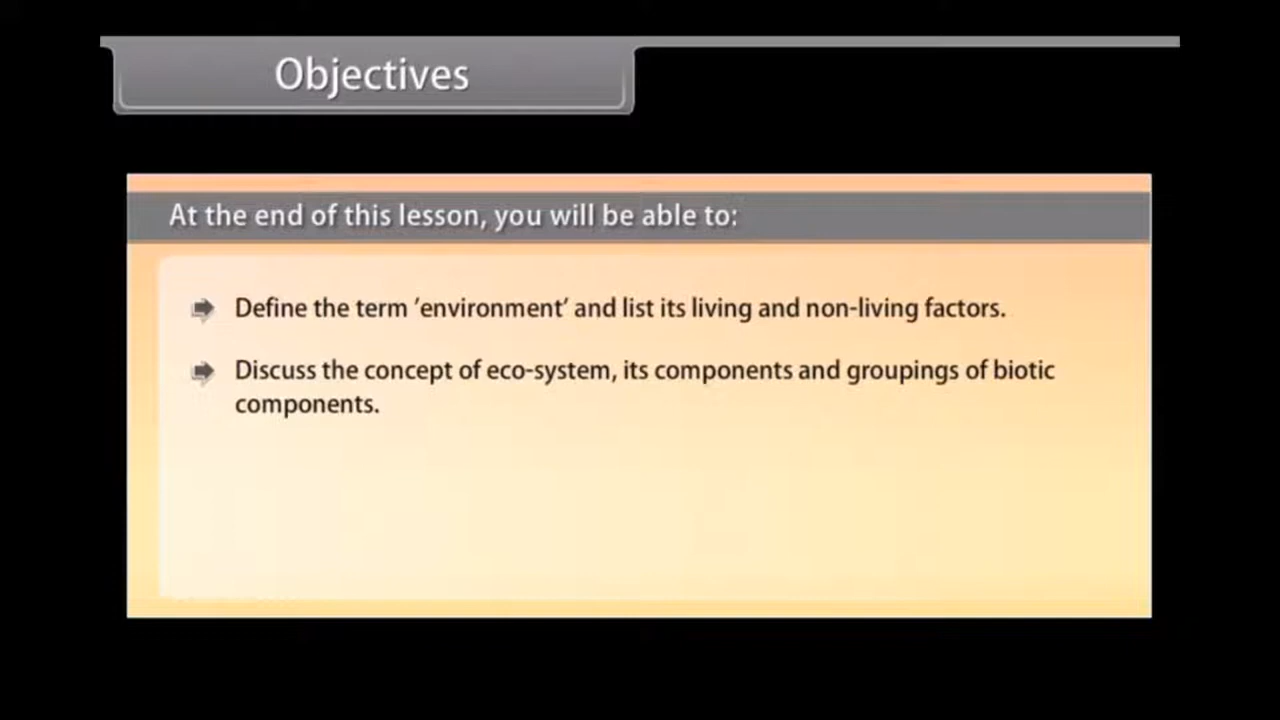 Objectives
At the end of this lesson, you will be able to:
Define the term 'environment' and list its living and non-living factors.
Discuss the concept of eco-system, its components and groupings of biotic
components.